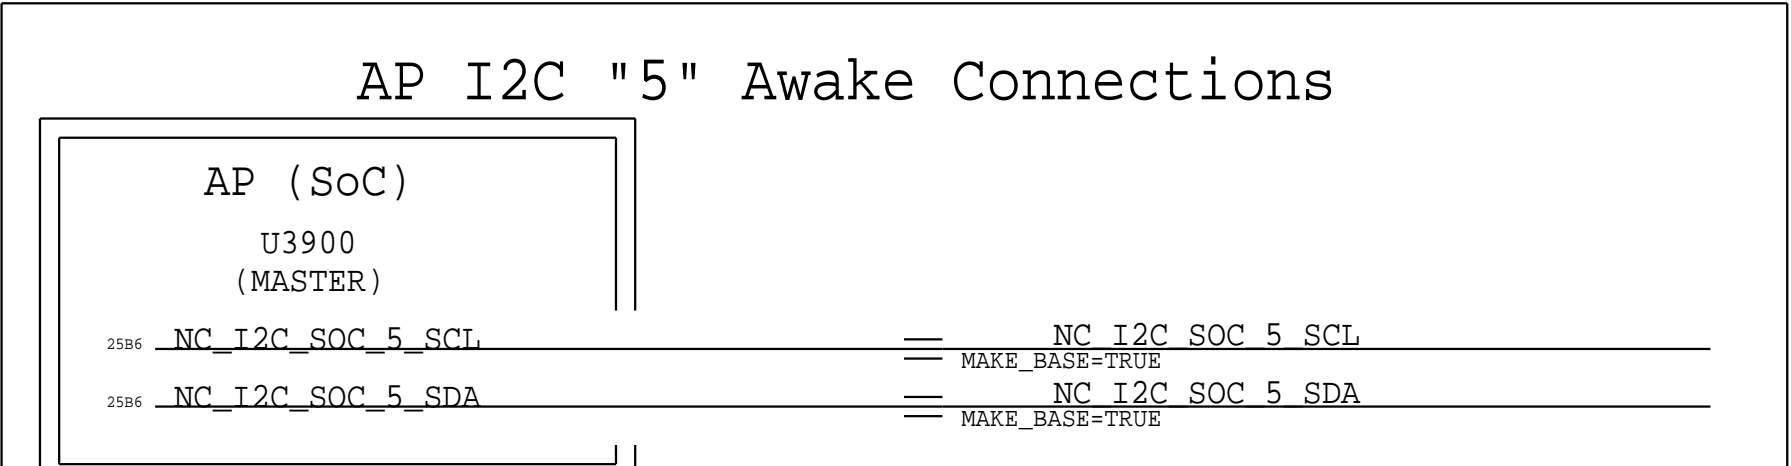 AP I2C "5" Awake Connections
AP (SoC)
U3900
(MASTER)
25B6 NC_I2C_SOC_5_SCL NC_I2C_SOC_5_SCL
MAKE_BASE=TRUE
25B6 NC_I2C_SOC_5_SDA NC_I2C_SOC_5_SDA
MAKE_BASE=TRUE